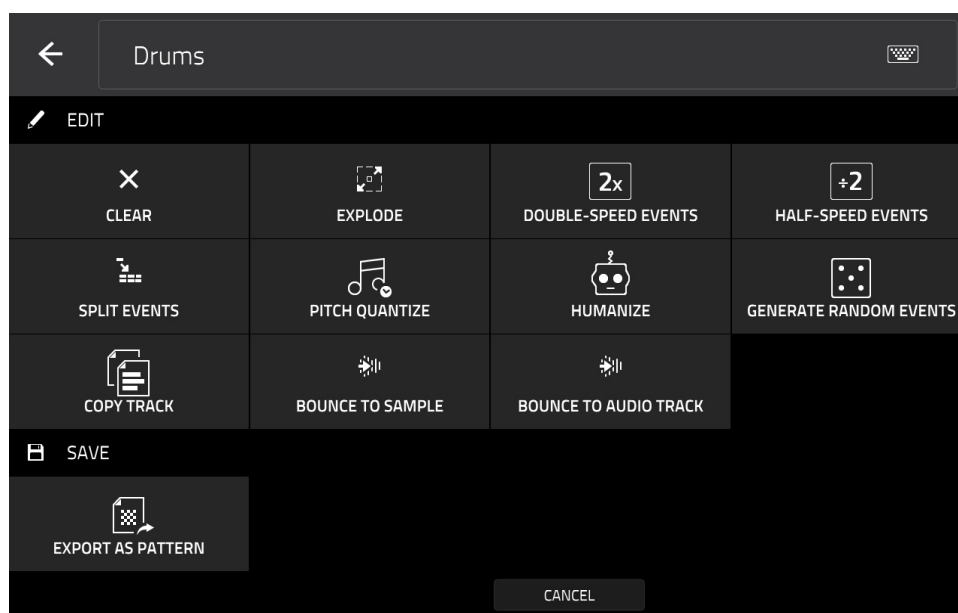 Drums
EDIT
CLEAR
EXPLODE
2x
DOUBLE-SPEED EVENTS
÷2
HALF-SPEED EVENTS
SPLIT EVENTS
PITCH QUANTIZE
HUMANIZE
GENERATE RANDOM EVENTS
COPY TRACK
BOUNCE TO SAMPLE
BOUNCE TO AUDIO TRACK
SAVE
EXPORT AS PATTERN
CANCEL